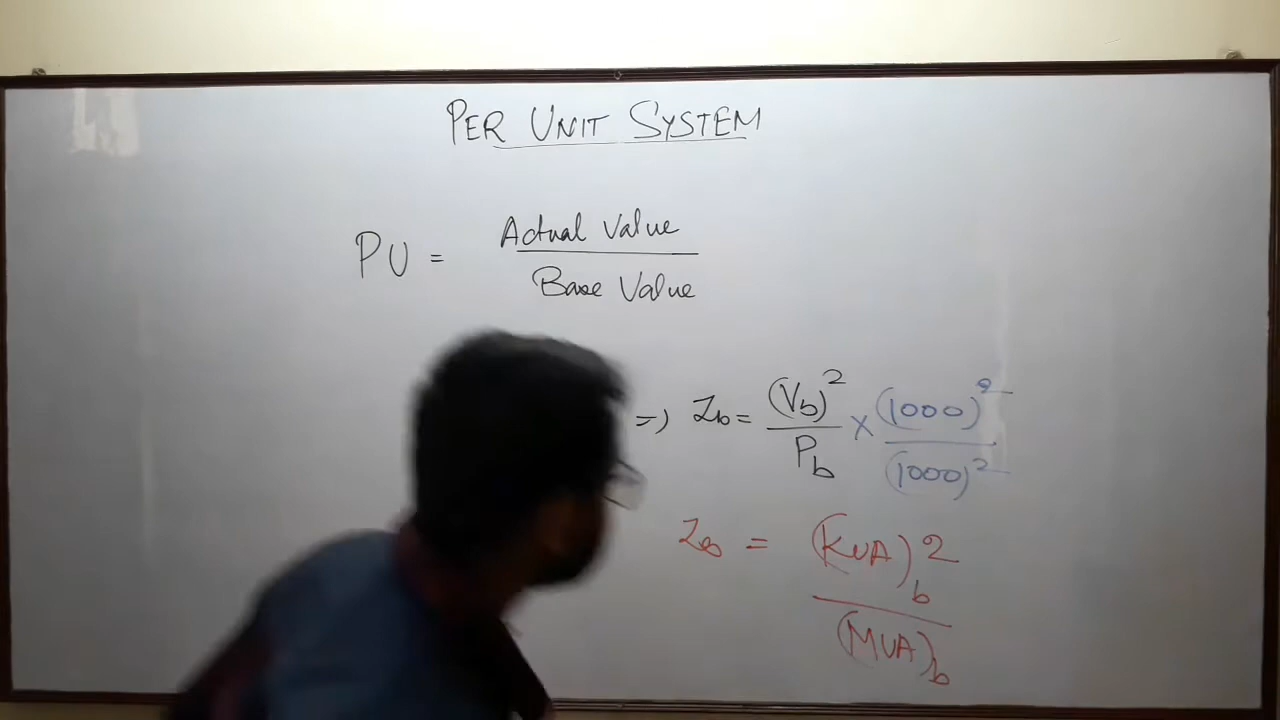 PER UNIT SYSTEM
PU = Actual Value / Base Value
=> Zb = (Vb)² / Pb × (1000)² / (1000)²
Zb = (KVA)b² / (MVA)b